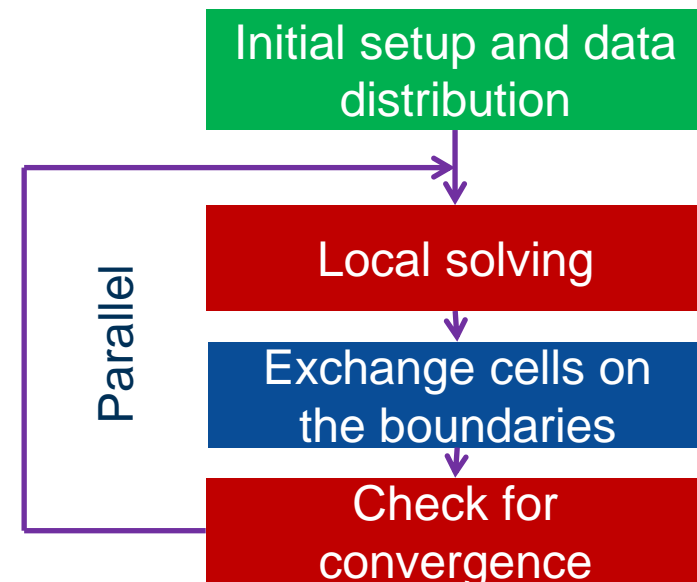 Initial setup and data
distribution
Local solving
Parallel
Exchange cells on
the boundaries
Check for
convergence